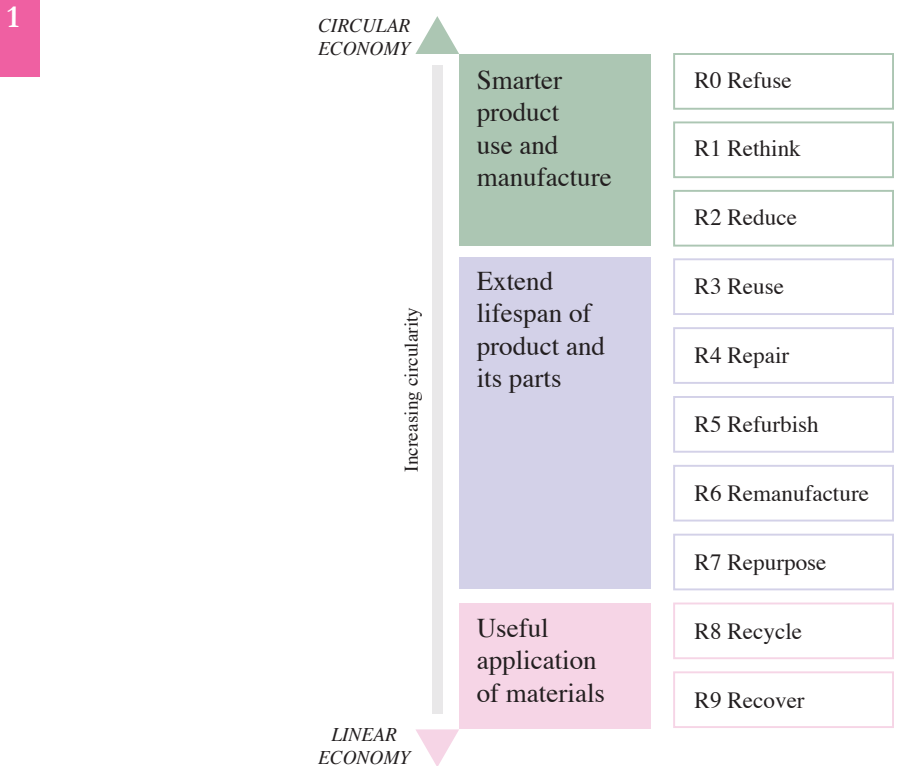 1
CIRCULAR
ECONOMY
Smarter
product
use and
manufacture
R0 Refuse
R1 Rethink
R2 Reduce
Increasing circularity
Extend
lifespan of
product and
its parts
R3 Reuse
R4 Repair
R5 Refurbish
R6 Remanufacture
R7 Repurpose
Useful
application
of materials
R8 Recycle
R9 Recover
LINEAR
ECONOMY